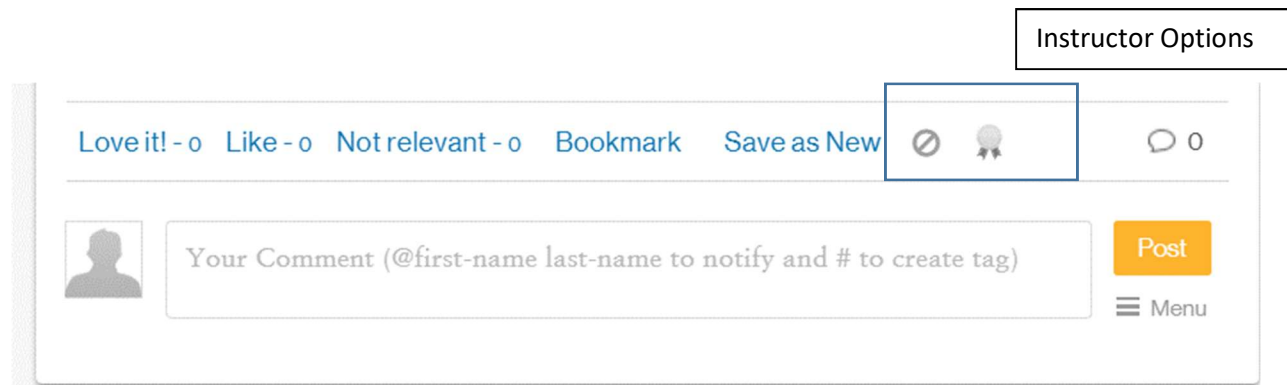 Instructor Options
Love it! - 0 Like - 0 Not relevant - 0 Bookmark Save as New 0
Your Comment (@first-name last-name to notify and # to create tag)
Post
Menu